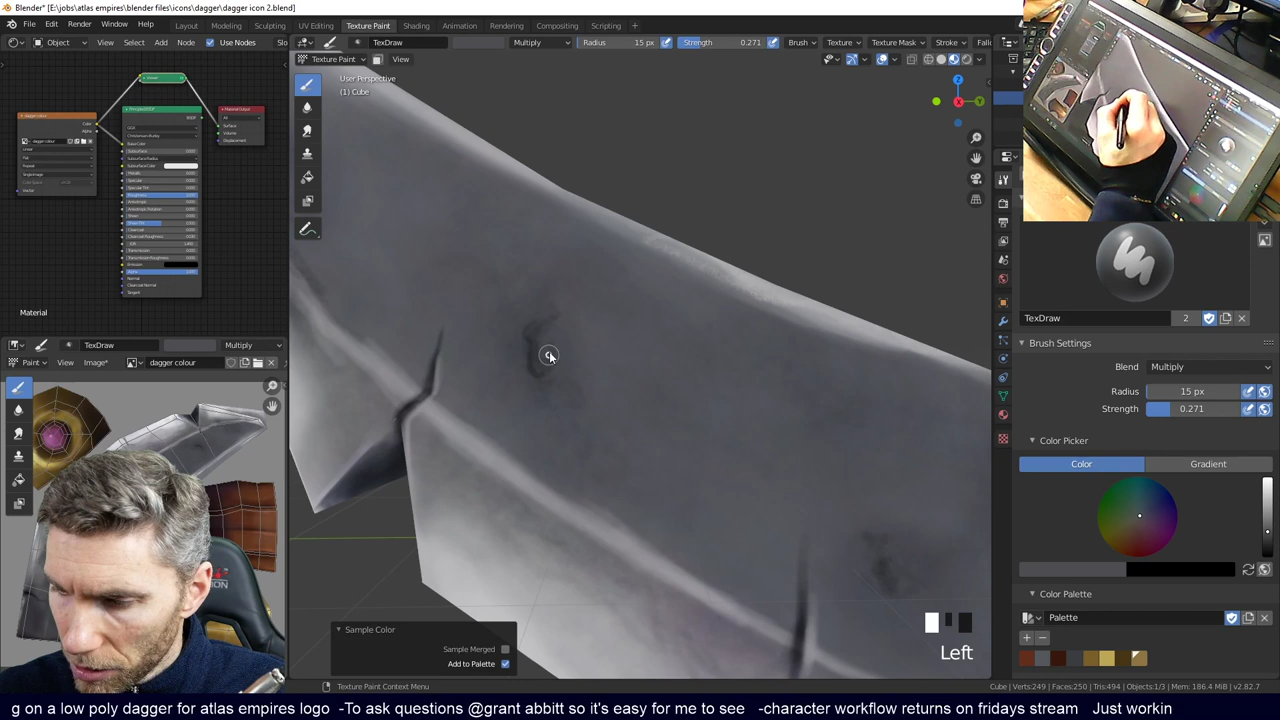 Blender* [E:\jobs\atlas empires\blender files\icons\dagger\dagger icon 2.blend]
File Edit Render Window Help Layout Modeling Sculpting UV Editing Texture Paint Shading Animation Rendering Compositing Scripting
Object View Select Add Node Use Nodes Slo
TexDraw Multiply Radius 15 px Strength 0.271 Brush Texture Texture Mask Stroke Fallo
Texture Paint View
User Perspective
(1) Cube
Material
TexDraw Multiply
Paint View Image* dagger colour
TexDraw 2
Brush Settings
Blend Multiply
Radius 15 px
Strength 0.271
Color Picker
Color Gradient
Color Palette
Palette
Sample Color
Sample Merged
Add to Palette
Left
Texture Paint Context Menu
Cube | Verts:249 | Faces:250 | Tris:494 | Objects:1/3 | Mem: 186.4 MiB | v2.82.7
g on a low poly dagger for atlas empires logo -To ask questions @grant abbitt so it's easy for me to see -character workflow returns on fridays stream Just workin